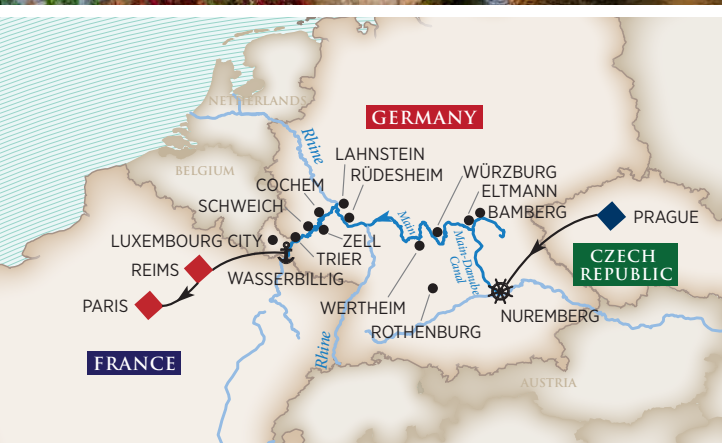 NETHERLANDS
GERMANY
Rhine
LAHNSTEIN
BELGIUM
WÜRZBURG
RÜDESHEIM
COCHEM
ELTMANN
SCHWEICH
BAMBERG
Main
PRAGUE
LUXEMBOURG CITY
ZELL
Main-Danube
Canal
TRIER
CZECH
REPUBLIC
REIMS
WASSERBILLIG
PARIS
WERTHEIM
NUREMBERG
ROTHENBURG
Rhine
FRANCE
AUSTRIA